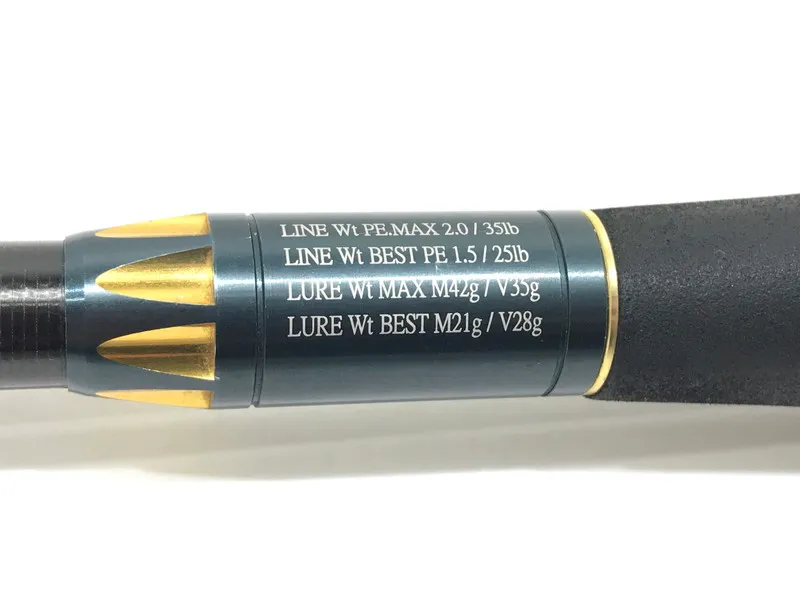 LINE Wt PE.MAX 2.0 / 35lb
LINE Wt BEST PE 1.5 / 25lb
LURE Wt MAX M42g / V35g
LURE Wt BEST M21g / V28g